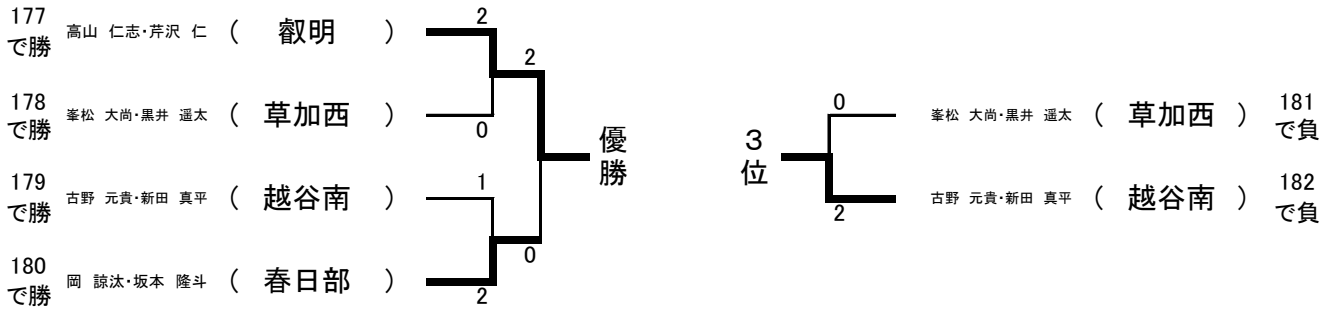 177
で勝
高山 仁志・芹沢 仁 ( 叡明 )
2
2
178
で勝
峯松 大尚・黒井 遥太 ( 草加西 )
0
優勝
179
で勝
古野 元貴・新田 真平 ( 越谷南 )
1
0
180
で勝
岡 諒汰・坂本 隆斗 ( 春日部 )
2
3位
0
峯松 大尚・黒井 遥太 ( 草加西 )
181
で負
2
古野 元貴・新田 真平 ( 越谷南 )
182
で負